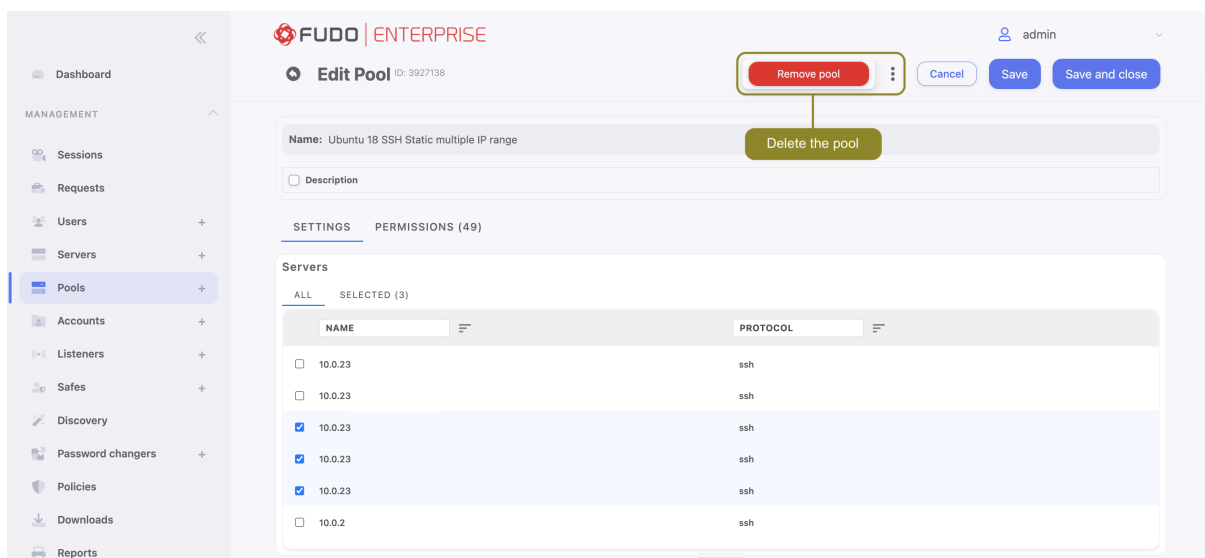 FUDO ENTERPRISE
admin
Dashboard
Edit Pool ID: 3927138
Remove pool
Cancel
Save
Save and close
MANAGEMENT
Name: Ubuntu 18 SSH Static multiple IP range
Delete the pool
Sessions
Description
Requests
Users +
SETTINGS PERMISSIONS (49)
Servers +
Servers
Pools +
ALL SELECTED (3)
Accounts +
NAME PROTOCOL
Listeners +
10.0.23 ssh
Safes +
10.0.23 ssh
Discovery
10.0.23 ssh
Password changers +
10.0.23 ssh
Policies
10.0.23 ssh
Downloads
10.0.2 ssh
Reports